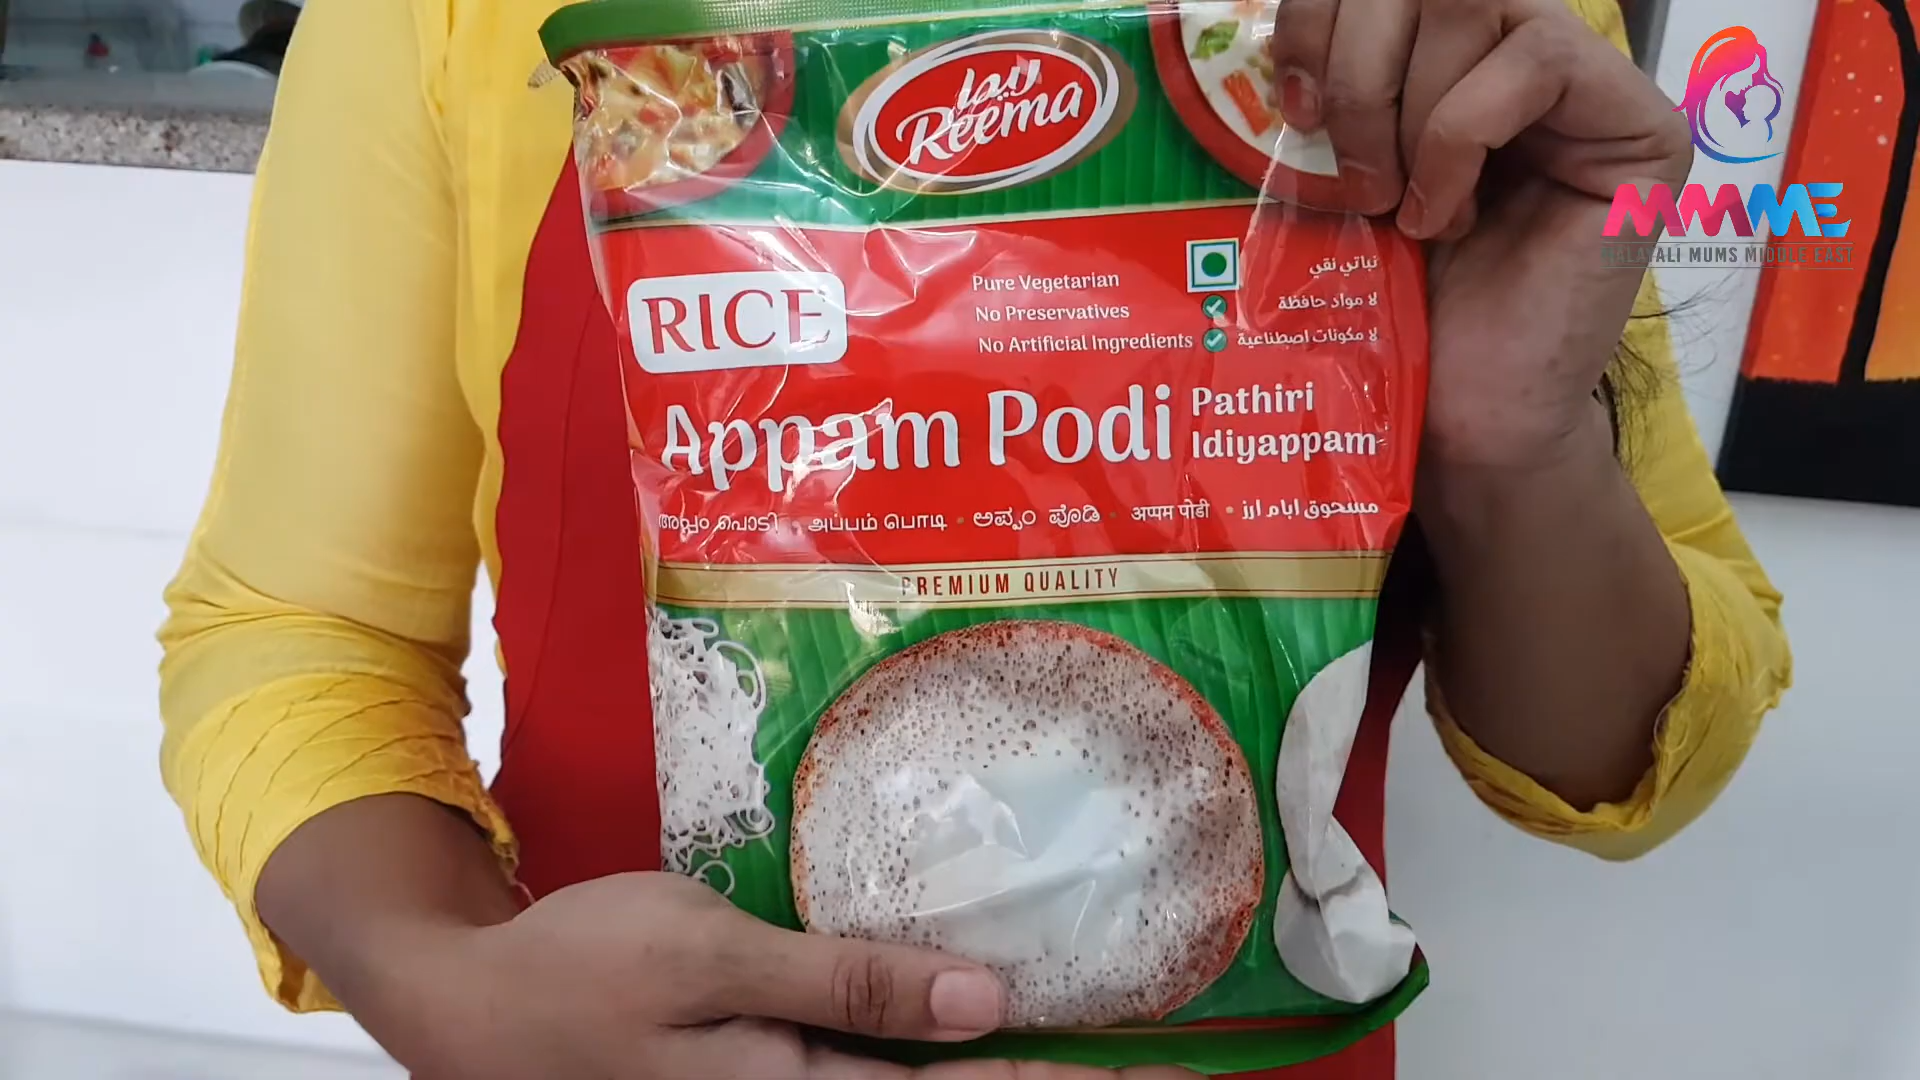 ريما
Reema
MMME
MALAYALI MUMS MIDDLE EAST
RICE
Pure Vegetarian نباتي نقي
No Preservatives لا مواد حافظة
No Artificial Ingredients لا مكونات اصطناعية
Appam Podi
Pathiri
Idiyappam
അപ്പം പൊടി • அப்பம் பொடி • ಅಪ್ಪಂ ಪೊಡಿ • अप्पम पोडी • مسحوق ابام ارز
PREMIUM QUALITY